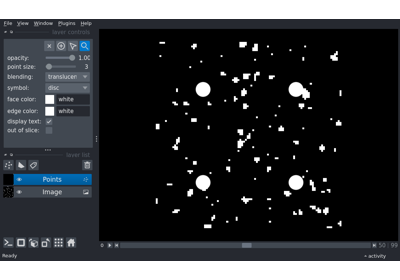 File View Window Plugins Help
layer controls
opacity: 1.00
point size: 3
blending: translucen
symbol: disc
face color: white
edge color: white
display text:
out of slice:
layer list
Points
Image
0 50 99
Ready activity